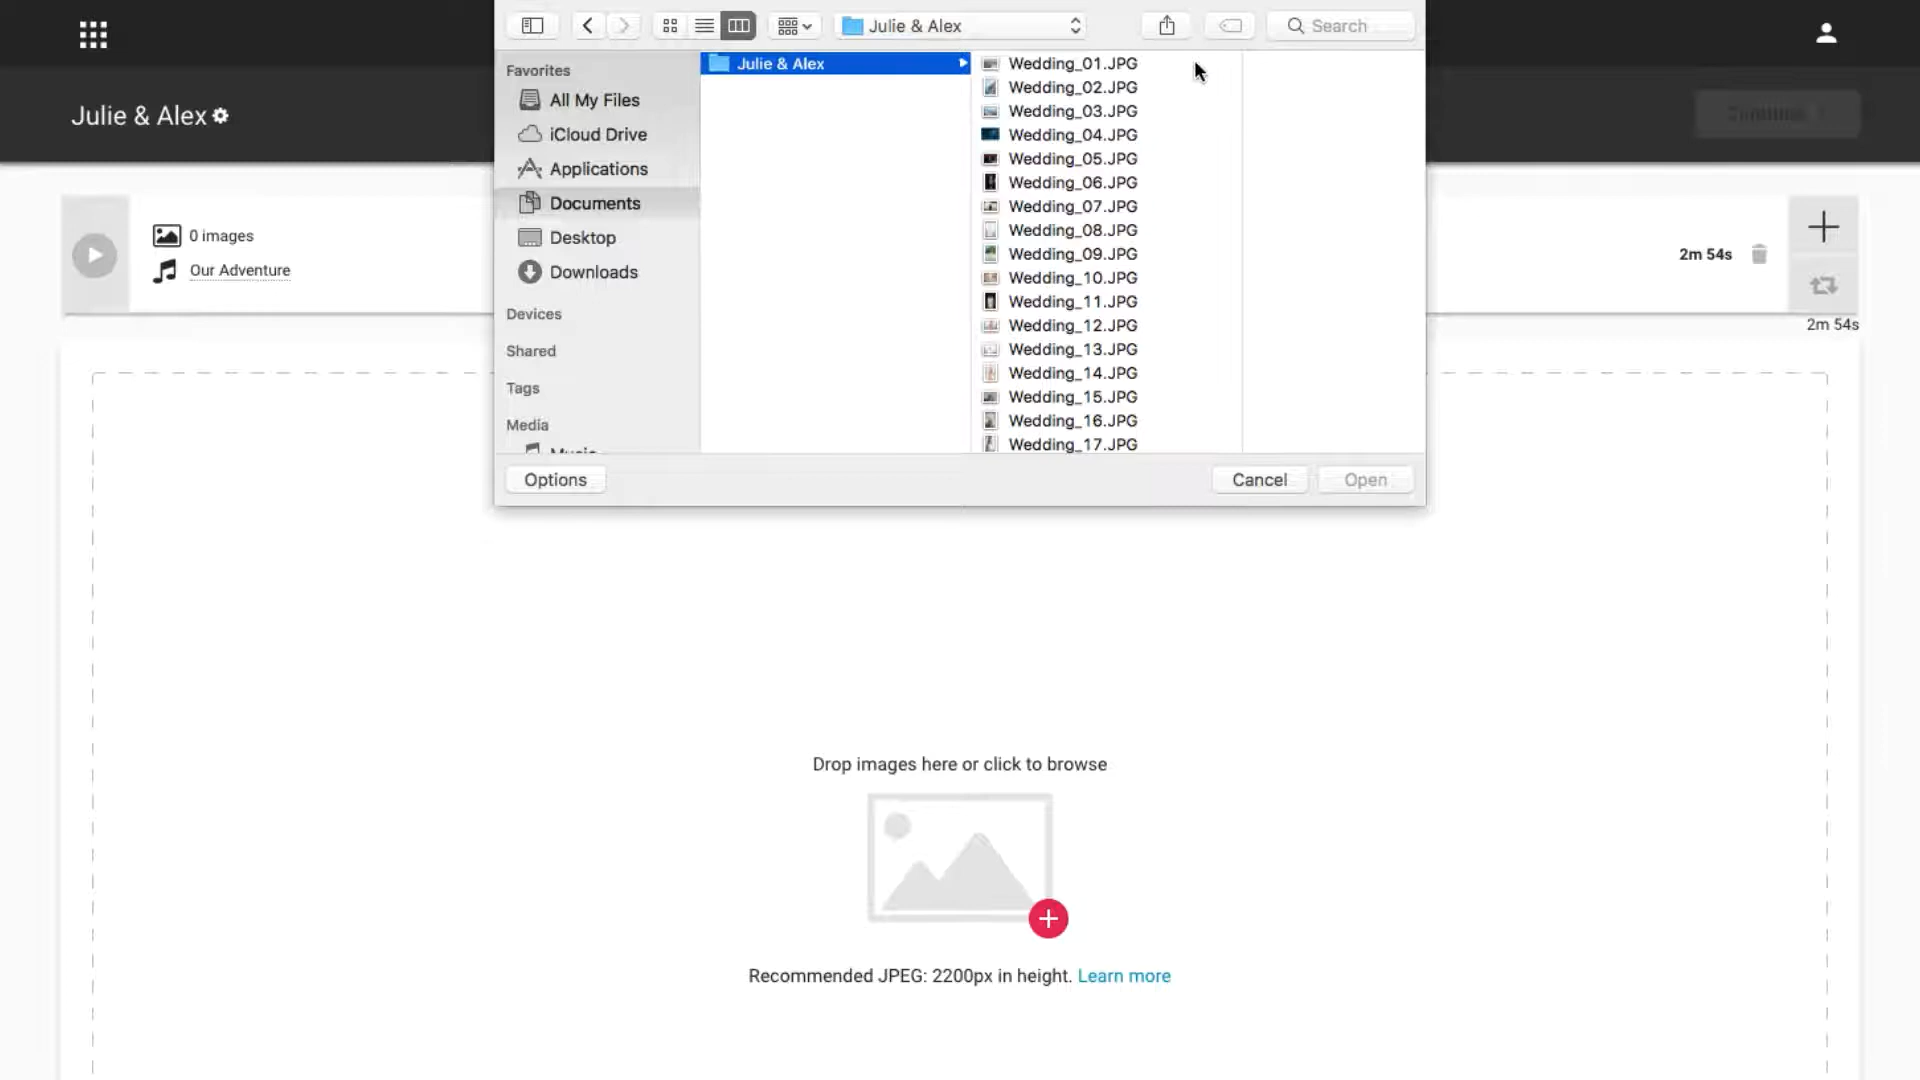 Julie & Alex
Search
Julie & Alex
Continue
Favorites
All My Files
iCloud Drive
Applications
Documents
Desktop
Downloads
Devices
Shared
Tags
Media
Music
Julie & Alex
Wedding_01.JPG
Wedding_02.JPG
Wedding_03.JPG
Wedding_04.JPG
Wedding_05.JPG
Wedding_06.JPG
Wedding_07.JPG
Wedding_08.JPG
Wedding_09.JPG
Wedding_10.JPG
Wedding_11.JPG
Wedding_12.JPG
Wedding_13.JPG
Wedding_14.JPG
Wedding_15.JPG
Wedding_16.JPG
Wedding_17.JPG
Options
Cancel
Open
0 images
Our Adventure
2m 54s
2m 54s
Drop images here or click to browse
Recommended JPEG: 2200px in height. Learn more